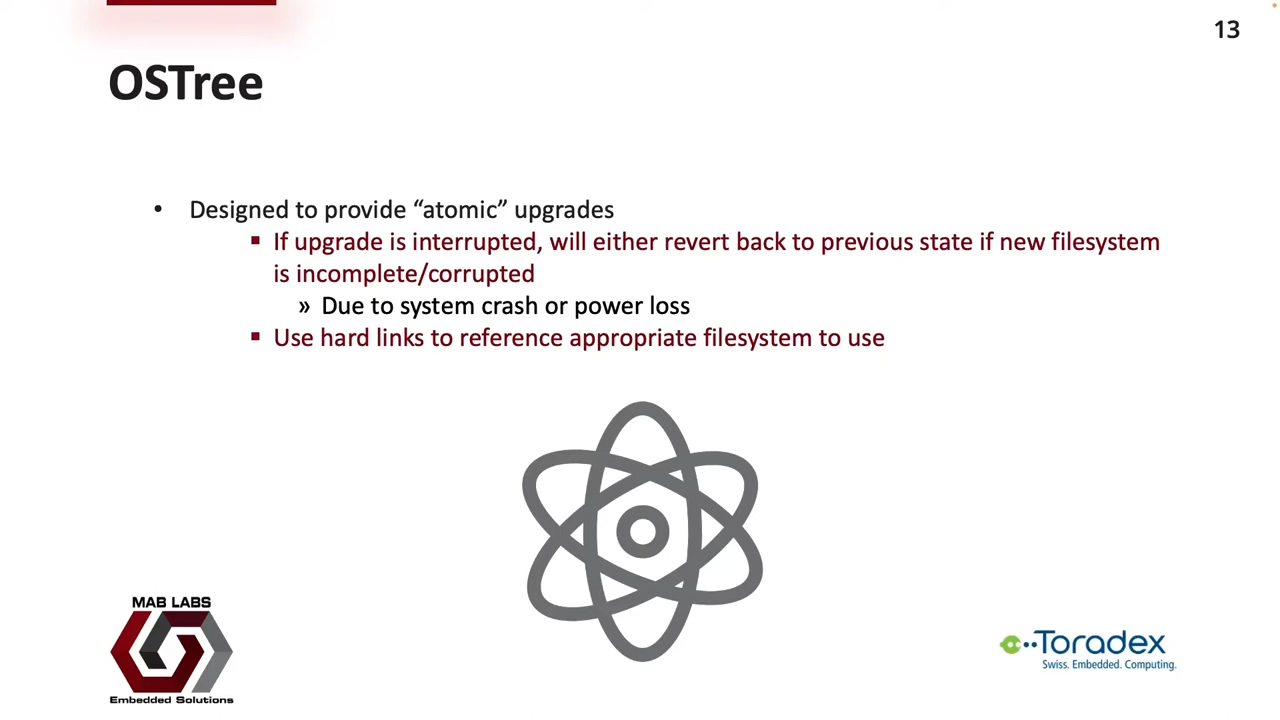 13
OSTree
• Designed to provide “atomic” upgrades
▪ If upgrade is interrupted, will either revert back to previous state if new filesystem
is incomplete/corrupted
» Due to system crash or power loss
▪ Use hard links to reference appropriate filesystem to use
MAB LABS
Embedded Solutions
Toradex
Swiss. Embedded. Computing.